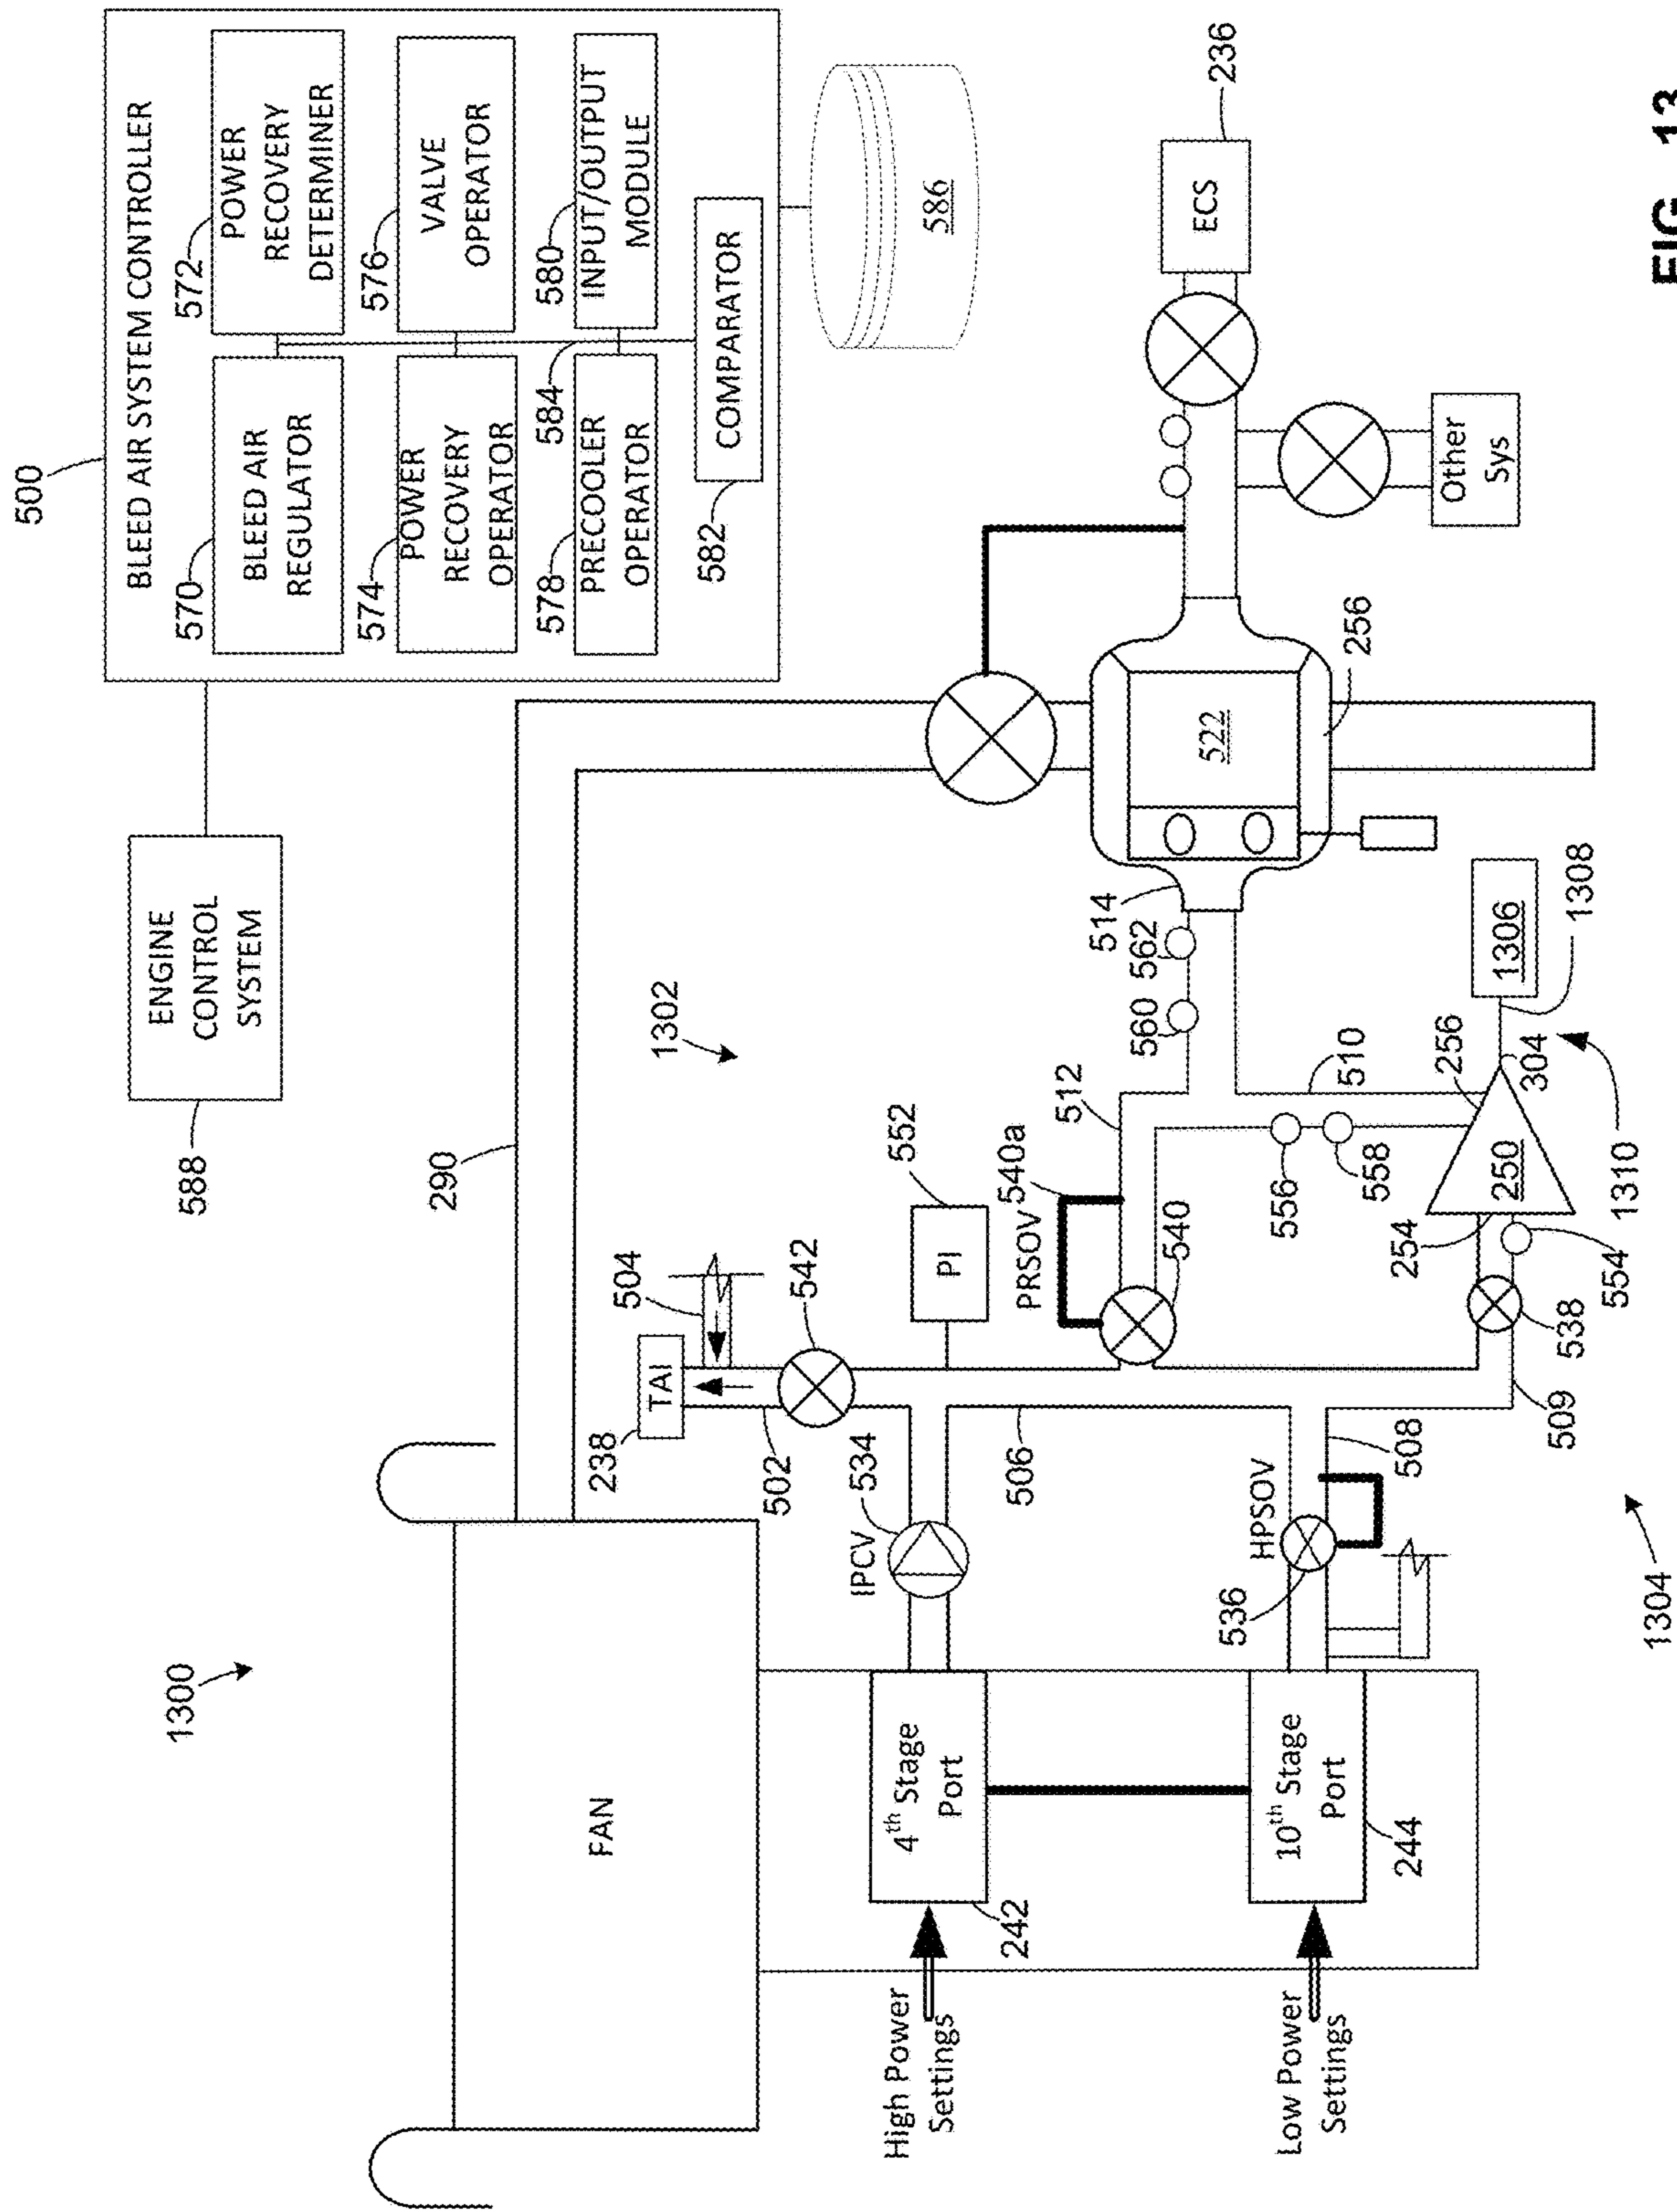 500
BLEED AIR SYSTEM CONTROLLER
570
BLEED AIR
REGULATOR
572
POWER
RECOVERY
DETERMINER
574
POWER
RECOVERY
OPERATOR
576
VALVE
OPERATOR
578
PRECOOLER
OPERATOR
584
580
INPUT/OUTPUT
MODULE
582
COMPARATOR
586
588
ENGINE
CONTROL
SYSTEM
1300
290
1302
FAN
238
TAI
504
502
542
High Power
Settings
4th Stage
Port
242
IPCV
534
506
PI
552
PRSOV
540a
540
512
560
562
514
522
256
ECS
236
Other
Sys
Low Power
Settings
10th Stage
Port
244
HPSOV
536
508
509
538
554
254
250
556
558
256
510
304
1306
1308
1310
1304
FIG. 13